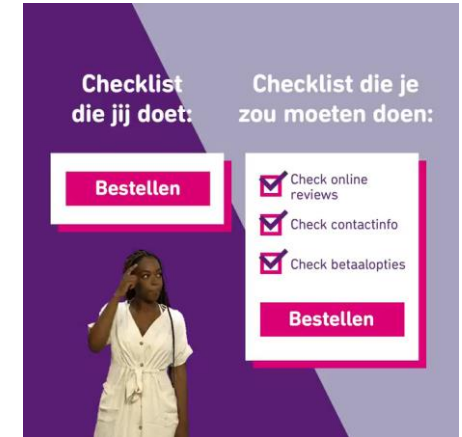 Checklist
die jij doet:
Bestellen
Checklist die je
zou moeten doen:
Check online
reviews
Check contactinfo
Check betaalopties
Bestellen